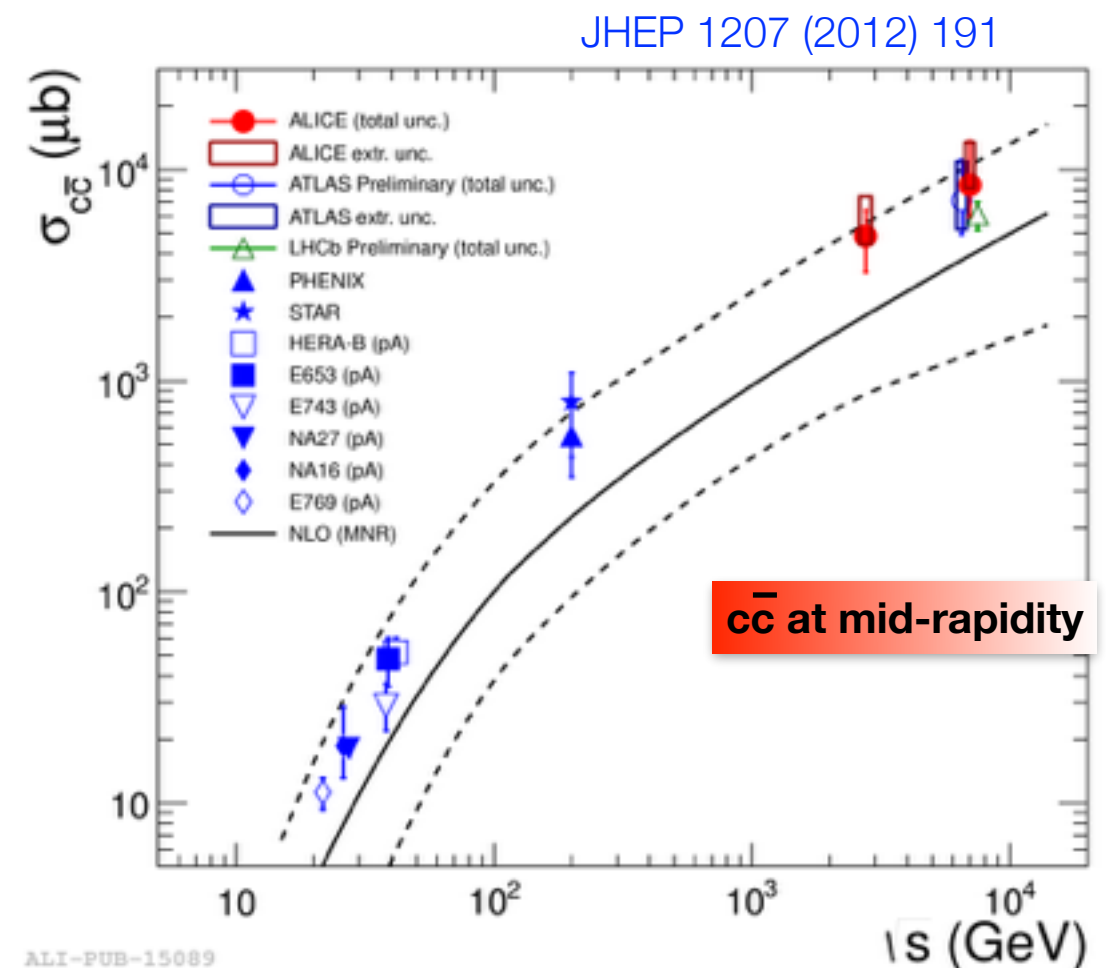 JHEP 1207 (2012) 191
σcc̄ (μb)
ALICE (total unc.)
ALICE extr. unc.
ATLAS Preliminary (total unc.)
ATLAS extr. unc.
LHCb Preliminary (total unc.)
PHENIX
STAR
HERA-B (pA)
E653 (pA)
E743 (pA)
NA27 (pA)
NA16 (pA)
E769 (pA)
NLO (MNR)
10⁴
10³
10²
10
cc̄ at mid-rapidity
10 10² 10³ 10⁴
\s (GeV)
ALI-PUB-15089